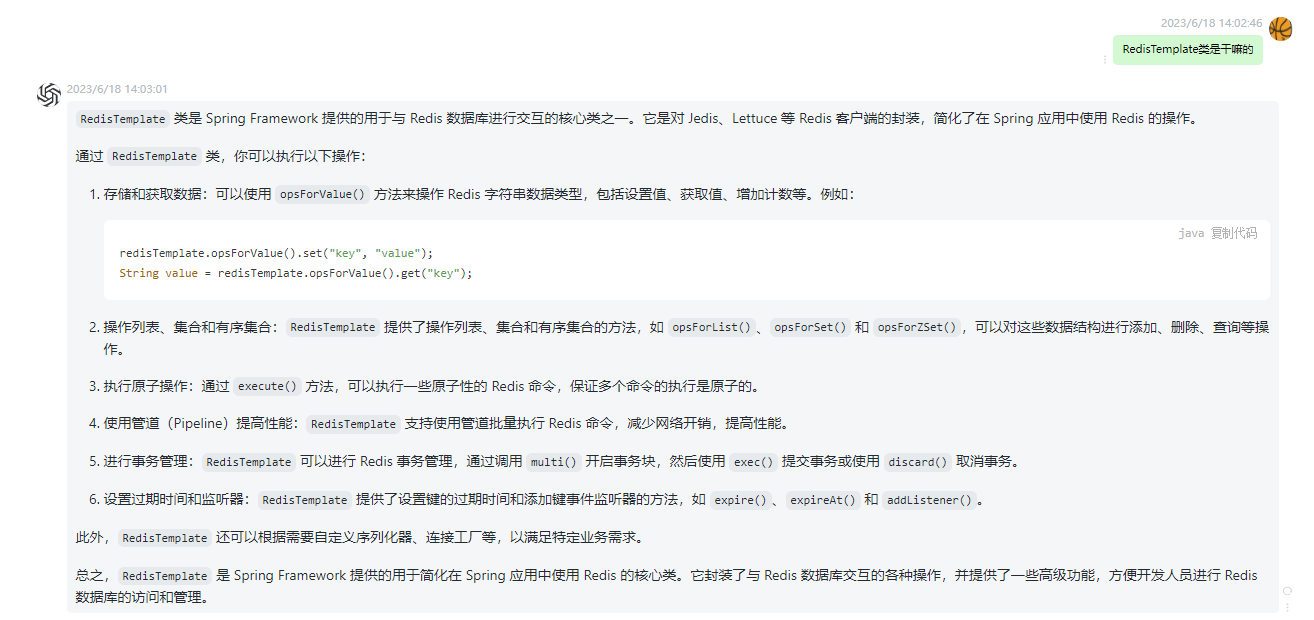 2023/6/18 14:02:46
RedisTemplate类是干嘛的
2023/6/18 14:03:01
RedisTemplate 类是 Spring Framework 提供的用于与 Redis 数据库进行交互的核心类之一。它是对 Jedis、Lettuce 等 Redis 客户端的封装，简化了在 Spring 应用中使用 Redis 的操作。
通过 RedisTemplate 类，你可以执行以下操作：
1. 存储和获取数据：可以使用 opsForValue() 方法来操作 Redis 字符串数据类型，包括设置值、获取值、增加计数等。例如：
java 复制代码
redisTemplate.opsForValue().set("key", "value");
String value = redisTemplate.opsForValue().get("key");
2. 操作列表、集合和有序集合：RedisTemplate 提供了操作列表、集合和有序集合的方法，如 opsForList()、opsForSet() 和 opsForZSet()，可以对这些数据结构进行添加、删除、查询等操
作。
3. 执行原子操作：通过 execute() 方法，可以执行一些原子性的 Redis 命令，保证多个命令的执行是原子的。
4. 使用管道（Pipeline）提高性能：RedisTemplate 支持使用管道批量执行 Redis 命令，减少网络开销，提高性能。
5. 进行事务管理：RedisTemplate 可以进行 Redis 事务管理，通过调用 multi() 开启事务块，然后使用 exec() 提交事务或使用 discard() 取消事务。
6. 设置过期时间和监听器：RedisTemplate 提供了设置键的过期时间和添加键事件监听器的方法，如 expire()、expireAt() 和 addListener()。
此外，RedisTemplate 还可以根据需要自定义序列化器、连接工厂等，以满足特定业务需求。
总之，RedisTemplate 是 Spring Framework 提供的用于简化在 Spring 应用中使用 Redis 的核心类。它封装了与 Redis 数据库交互的各种操作，并提供了一些高级功能，方便开发人员进行 Redis
数据库的访问和管理。